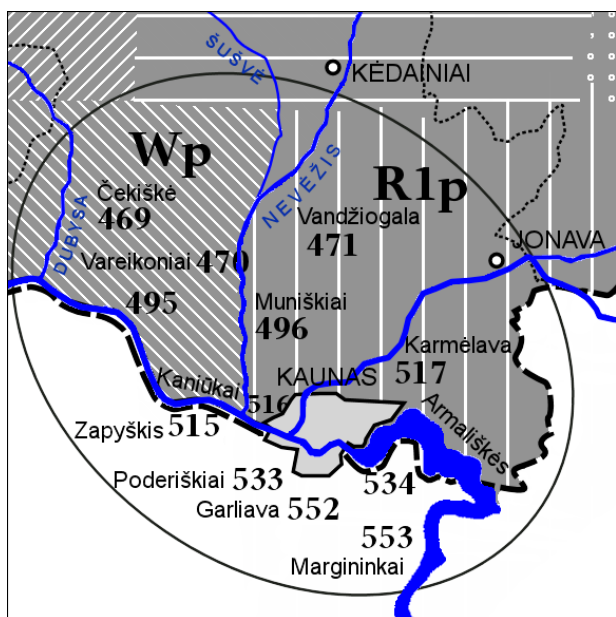 ŠUŠVĖ
KĖDAINIAI
Wp
R1p
Čekiškė
469
NEVĖŽIS
Vandžiogala
471
DUBYSA
Vareikoniai 470
JONAVA
495
Muniškiai
496
Karmėlava
517
Kaniūkai
516
KAUNAS
Armališkės
Zapyškis 515
Poderiškiai 533
534
Garliava 552
553
Margininkai